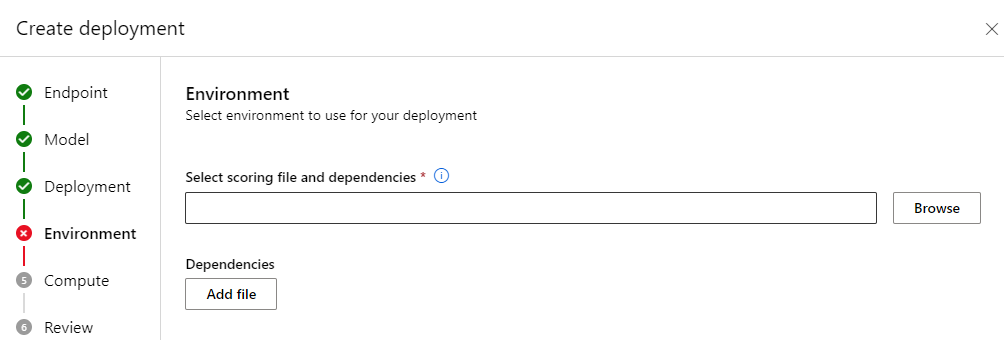 Create deployment
Endpoint
Model
Deployment
Environment
5 Compute
6 Review
Environment
Select environment to use for your deployment
Select scoring file and dependencies *
Browse
Dependencies
Add file